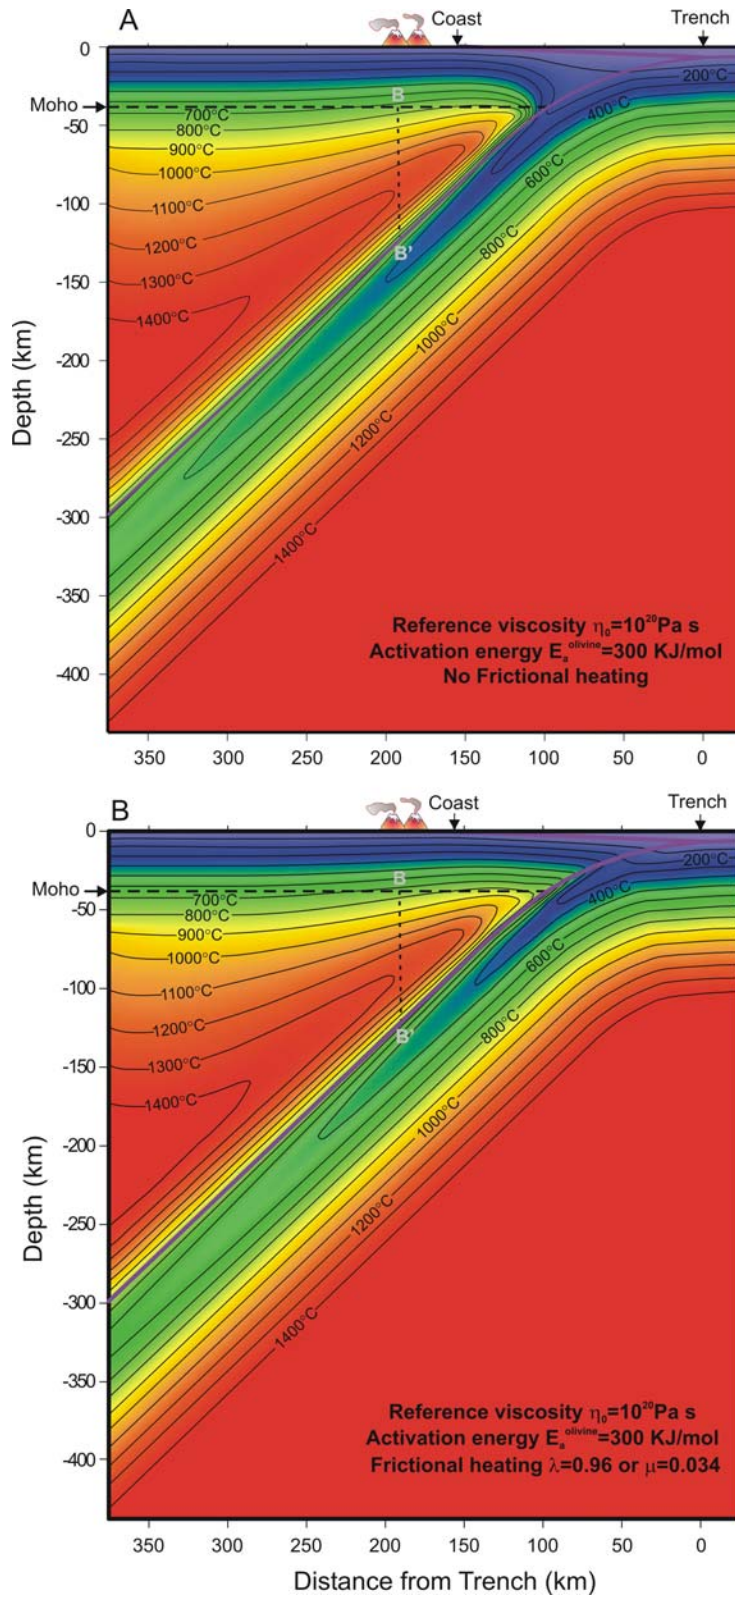 A
Coast
Trench
0
-50
-100
-150
-200
-250
-300
-350
-400
Depth (km)
Moho
B
B'
200°C
400°C
600°C
700°C
800°C
900°C
1000°C
1100°C
1200°C
1300°C
1400°C
800°C
1000°C
1200°C
1400°C
Reference viscosity η₀=10²⁰Pa s
Activation energy Eₐᵒˡⁱᵛⁱⁿᵉ=300 KJ/mol
No Frictional heating
350 300 250 200 150 100 50 0
B
Coast
Trench
0
-50
-100
-150
-200
-250
-300
-350
-400
Depth (km)
Moho
B
B'
200°C
400°C
600°C
700°C
800°C
900°C
1000°C
1100°C
1200°C
1300°C
1400°C
800°C
1000°C
1200°C
1400°C
Reference viscosity η₀=10²⁰Pa s
Activation energy Eₐᵒˡⁱᵛⁱⁿᵉ=300 KJ/mol
Frictional heating λ=0.96 or μ=0.034
350 300 250 200 150 100 50 0
Distance from Trench (km)